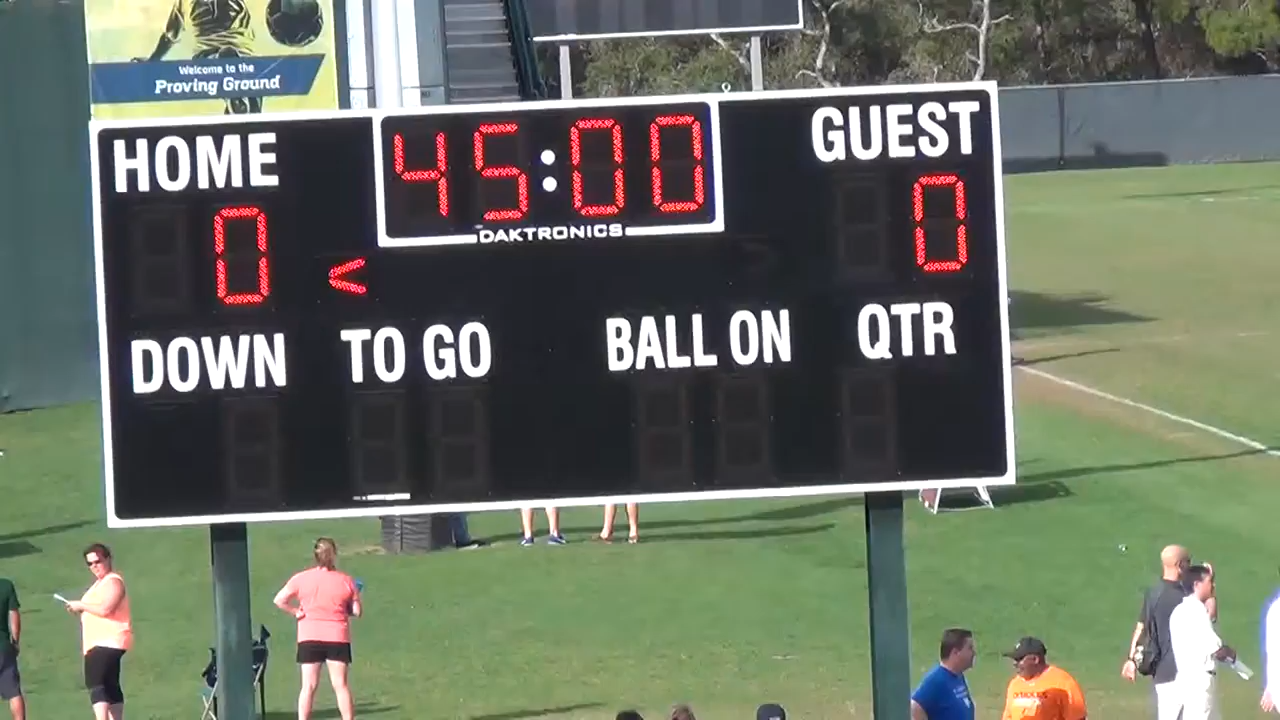 Welcome to the
Proving Ground
HOME
45:00
GUEST
DAKTRONICS
0
<
0
DOWN
TO GO
BALL ON
QTR